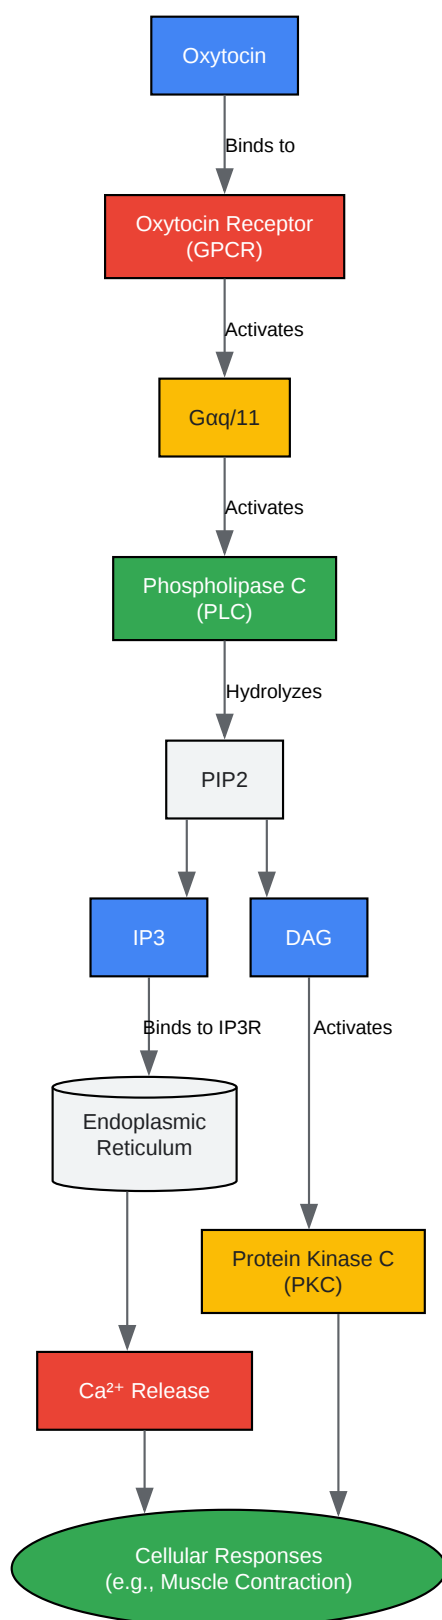 Oxytocin
Binds to
Oxytocin Receptor
(GPCR)
Activates
Gαq/11
Activates
Phospholipase C
(PLC)
Hydrolyzes
PIP2
IP3
DAG
Binds to IP3R
Activates
Endoplasmic
Reticulum
Protein Kinase C
(PKC)
Ca²⁺ Release
Cellular Responses
(e.g., Muscle Contraction)